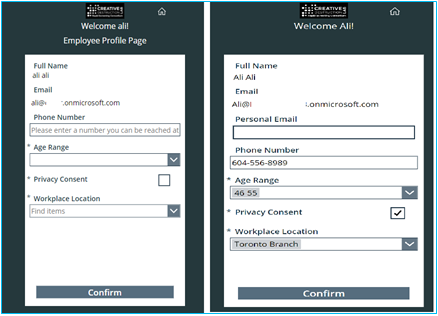 CREATIVE
Welcome ali!
Employee Profile Page
Full Name
ali ali
Email
ali@ .onmicrosoft.com
Phone Number
Please enter a number you can be reached at
* Age Range
* Privacy Consent
* Workplace Location
Find items
Confirm
CREATIVE
Welcome Ali!
Full Name
Ali Ali
Email
Ali@ .onmicrosoft.com
Personal Email
Phone Number
604-556-8989
* Age Range
46 55
* Privacy Consent
* Workplace Location
Toronto Branch
Confirm